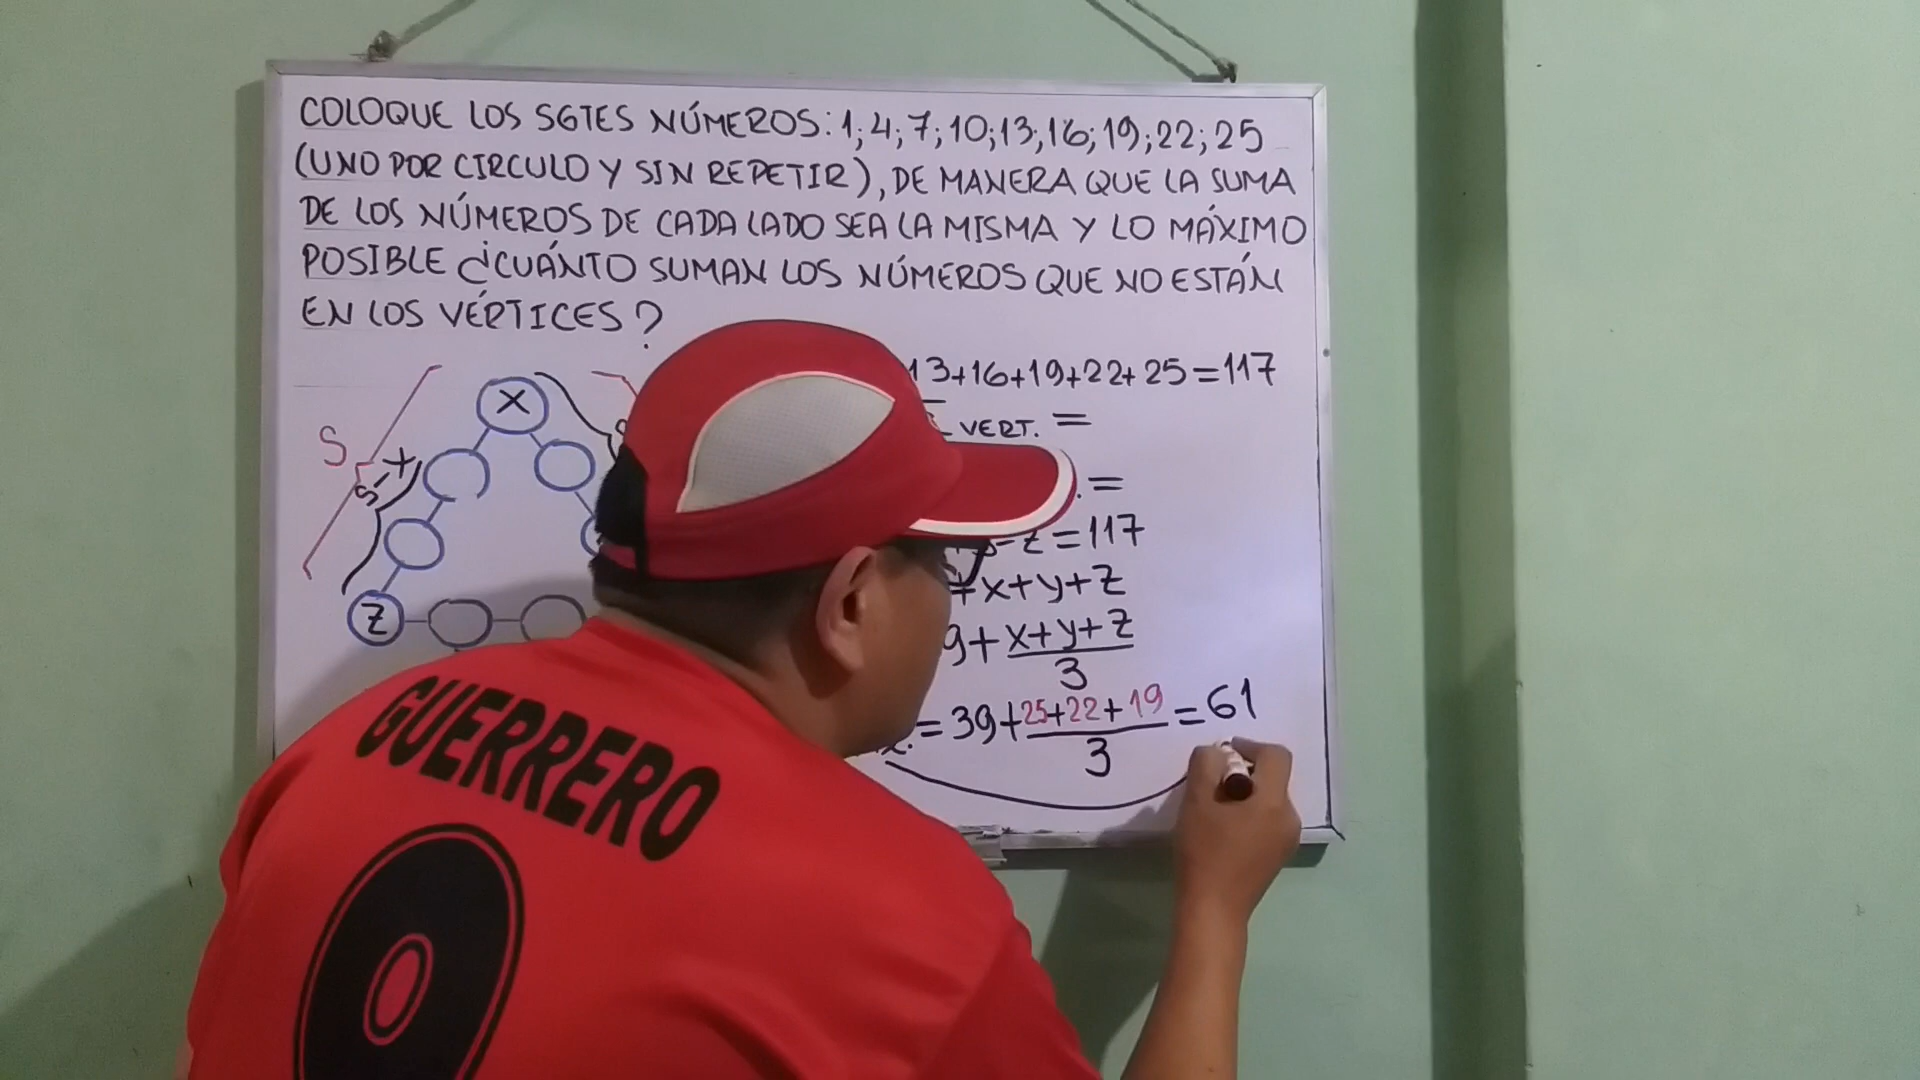 COLOQUE LOS SGTES NÚMEROS: 1; 4; 7; 10; 13; 16; 19; 22; 25
(UNO POR CIRCULO Y SIN REPETIR), DE MANERA QUE LA SUMA
DE LOS NÚMEROS DE CADA LADO SEA LA MISMA Y LO MÁXIMO
POSIBLE ¿CUÁNTO SUMAN LOS NÚMEROS QUE NO ESTÁN
EN LOS VÉRTICES?
13+16+19+22+25=117
X
VERT. =
S
S-X
=
-Z=117
+X+Y+Z
Z
9+X+Y+Z
3
=39+25+22+19=61
3
GUERRERO